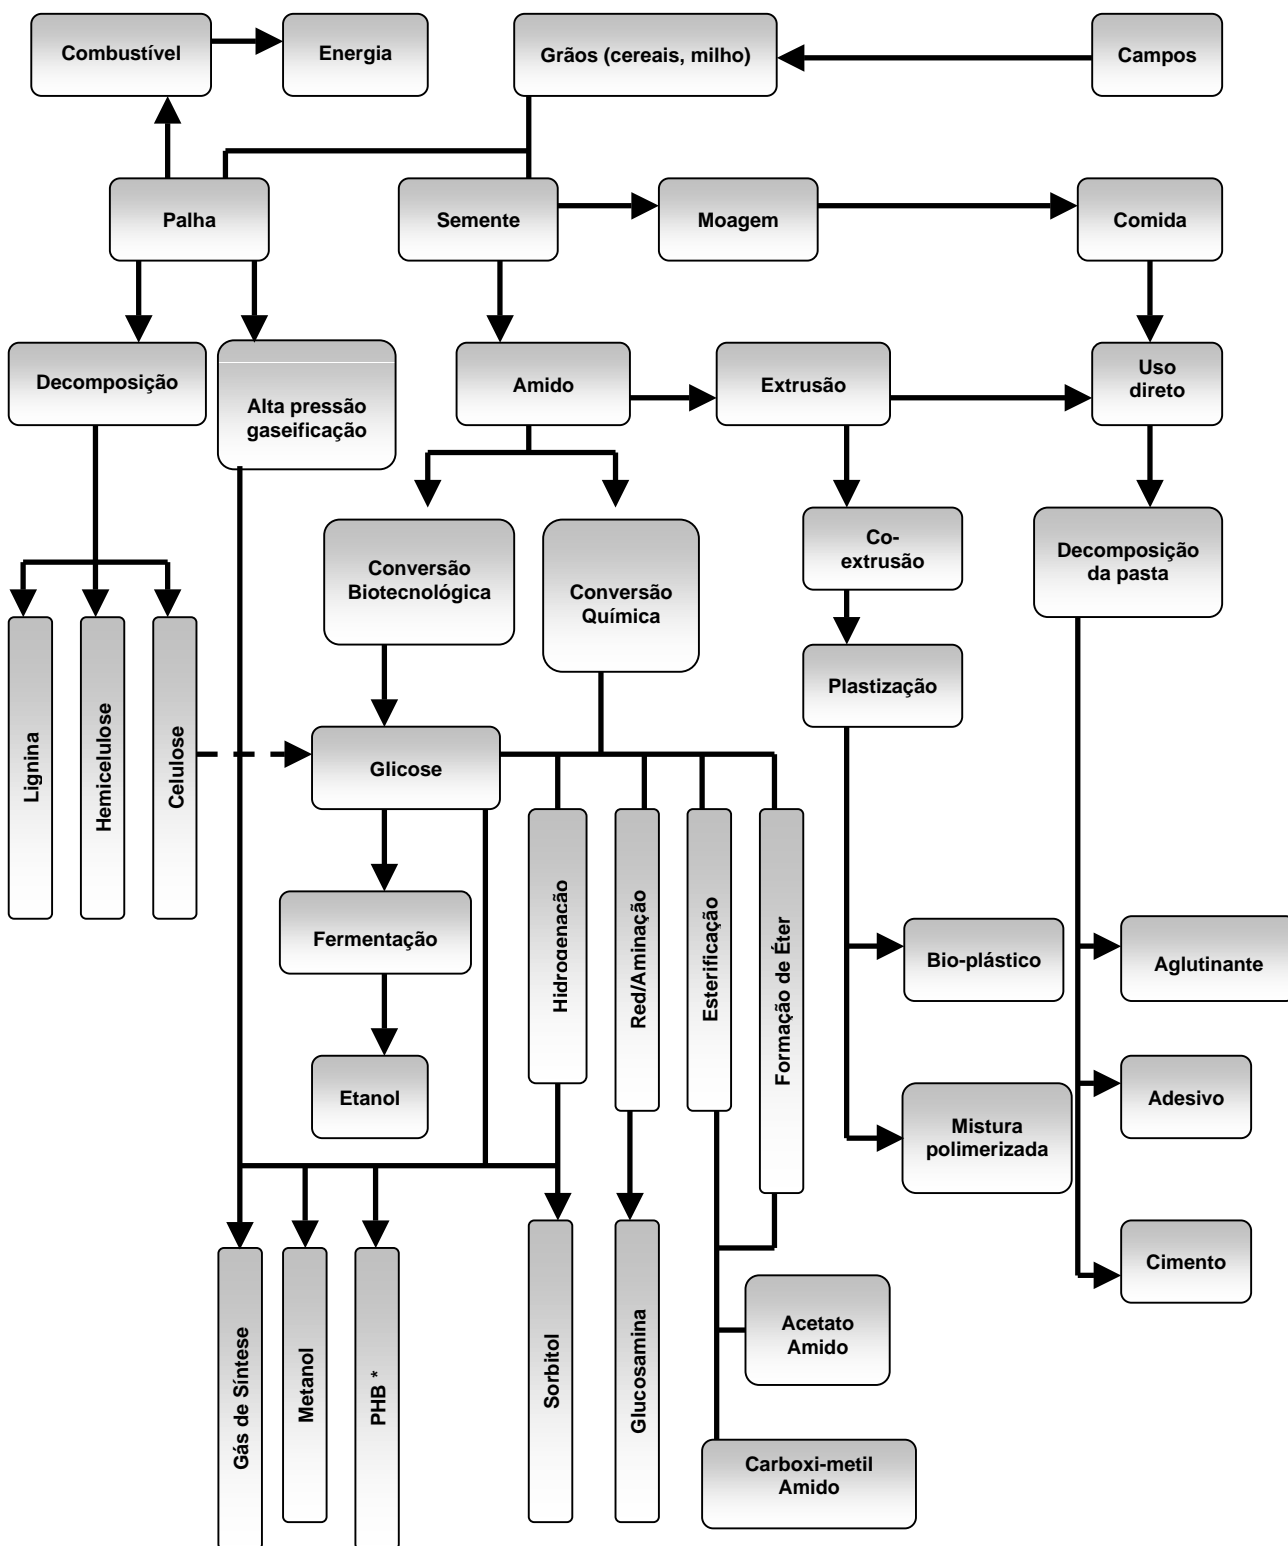 Combustível
Energia
Grãos (cereais, milho)
Campos
Palha
Semente
Moagem
Comida
Decomposição
Alta pressão
gaseificação
Amido
Extrusão
Uso
direto
Conversão
Biotecnológica
Conversão
Química
Co-
extrusão
Decomposição
da pasta
Plastização
Lignina
Hemicelulose
Celulose
Glicose
Hidrogenação
Red/Aminação
Esterificação
Formação de Éter
Fermentação
Bio-plástico
Aglutinante
Etanol
Adesivo
Mistura
polimerizada
Gás de Síntese
Metanol
PHB *
Sorbitol
Glucosamina
Cimento
Acetato
Amido
Carboxi-metil
Amido